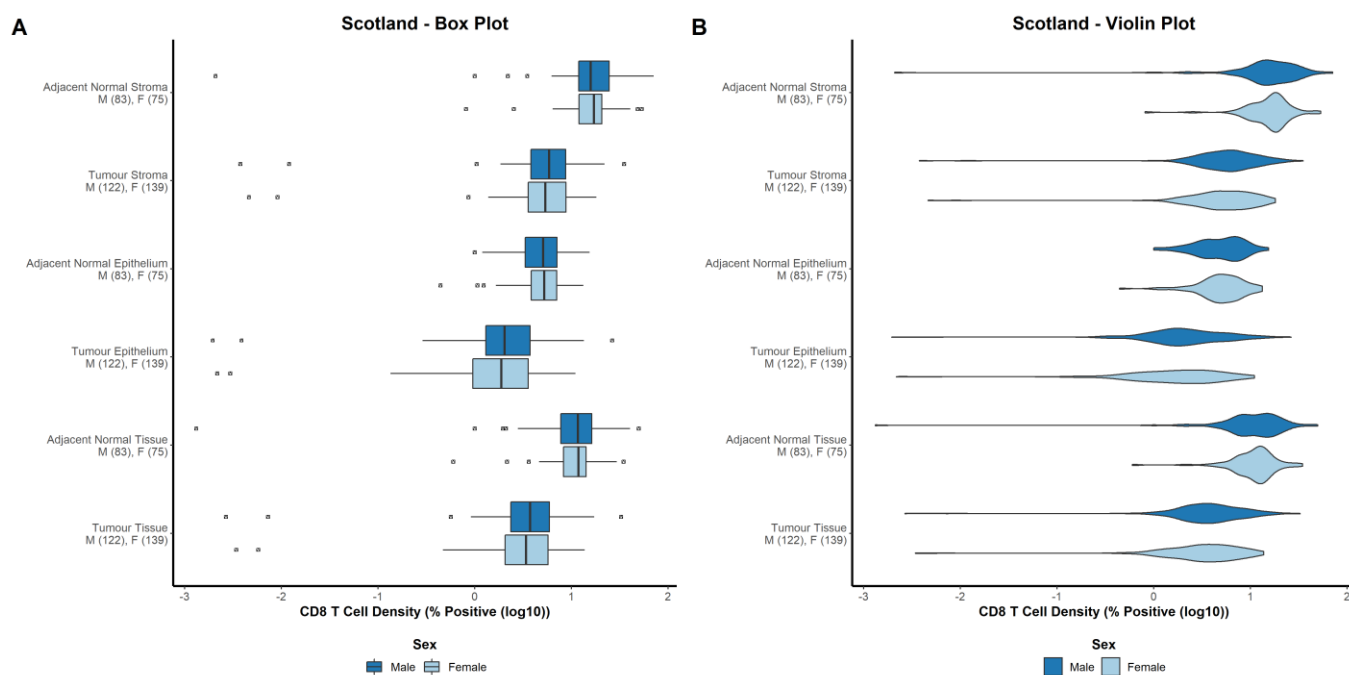 A
Scotland - Box Plot
Adjacent Normal Stroma
M (83), F (75)
Tumour Stroma
M (122), F (139)
Adjacent Normal Epithelium
M (83), F (75)
Tumour Epithelium
M (122), F (139)
Adjacent Normal Tissue
M (83), F (75)
Tumour Tissue
M (122), F (139)
-3 -2 -1 0 1 2
CD8 T Cell Density (% Positive (log10))
Sex
Male Female
B
Scotland - Violin Plot
Adjacent Normal Stroma
M (83), F (75)
Tumour Stroma
M (122), F (139)
Adjacent Normal Epithelium
M (83), F (75)
Tumour Epithelium
M (122), F (139)
Adjacent Normal Tissue
M (83), F (75)
Tumour Tissue
M (122), F (139)
-3 -2 -1 0 1 2
CD8 T Cell Density (% Positive (log10))
Sex
Male Female